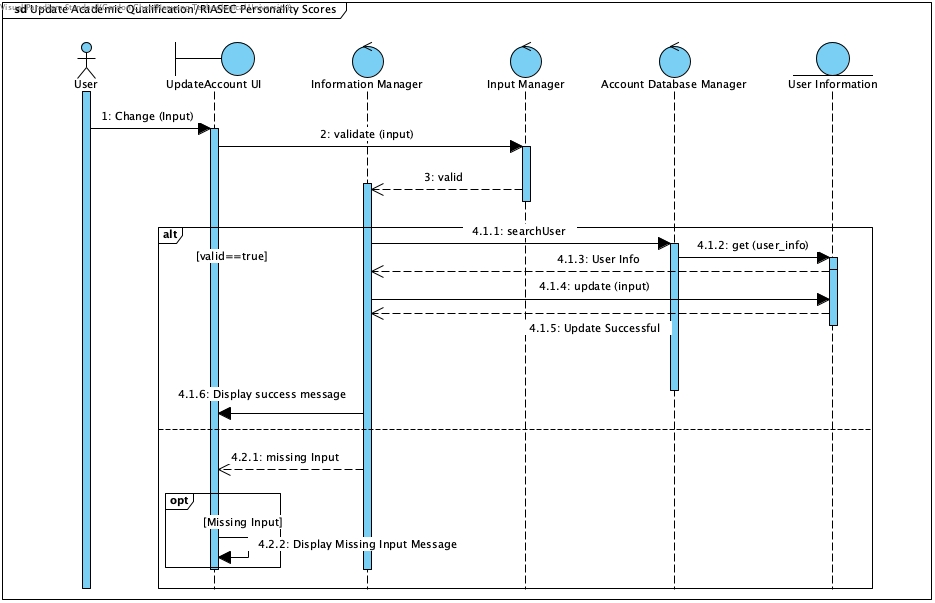 sd Update Academic Qualification/RIASEC Personality Scores
User
UpdateAccount UI
Information Manager
Input Manager
Account Database Manager
User Information
1: Change (Input)
2: validate (input)
3: valid
alt
4.1.1: searchUser
[valid==true]
4.1.2: get (user_info)
4.1.3: User Info
4.1.4: update (input)
4.1.5: Update Successful
4.1.6: Display success message
4.2.1: missing Input
opt
[Missing Input]
4.2.2: Display Missing Input Message